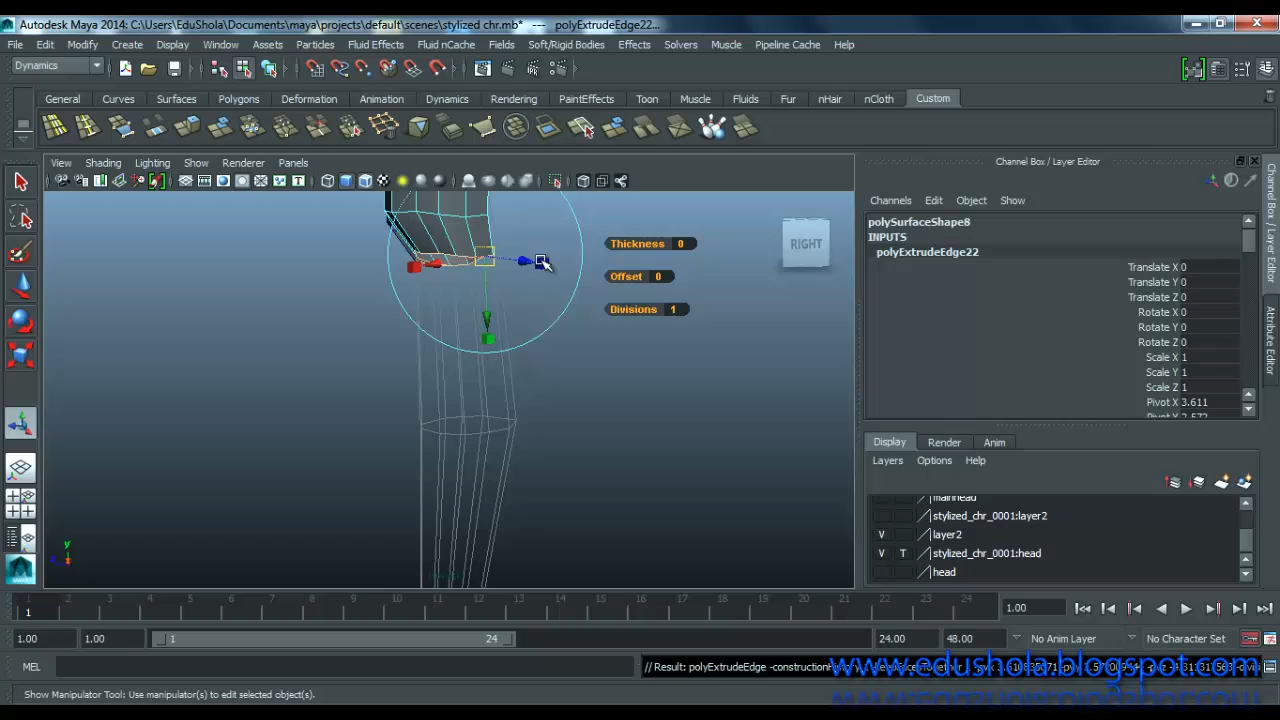 Autodesk Maya 2014: C:\Users\EduShola\Documents\maya\projects\default\scenes\stylized chr.mb* --- polyExtrudeEdge22...
File Edit Modify Create Display Window Assets Particles Fluid Effects Fluid nCache Fields Soft/Rigid Bodies Effects Solvers Muscle Pipeline Cache Help
Dynamics
General Curves Surfaces Polygons Deformation Animation Dynamics Rendering PaintEffects Toon Muscle Fluids Fur nHair nCloth Custom
View Shading Lighting Show Renderer Panels
Channel Box / Layer Editor
Channels Edit Object Show
polySurfaceShape8
INPUTS
polyExtrudeEdge22
Translate X 0
Translate Y 0
Translate Z 0
Rotate X 0
Rotate Y 0
Rotate Z 0
Scale X 1
Scale Y 1
Scale Z 1
Pivot X 3.611
Thickness 0
Offset 0
Divisions 1
RIGHT
Channel Box / Layer Editor
Attribute Editor
Display Render Anim
Layers Options Help
mainhead
stylized_chr_0001:layer2
V layer2
V T stylized_chr_0001:head
head
y
1 2 3 4 5 6 7 8 9 10 11 12 13 14 15 16 17 18 19 20 21 22 23 24
1
1.00
1.00 1.00 1 24 24.00 48.00 No Anim Layer No Character Set
MEL
// Result: polyExtrudeEdge
www.edushola.blogspot.com
Show Manipulator Tool: Use manipulator(s) to edit selected object(s).